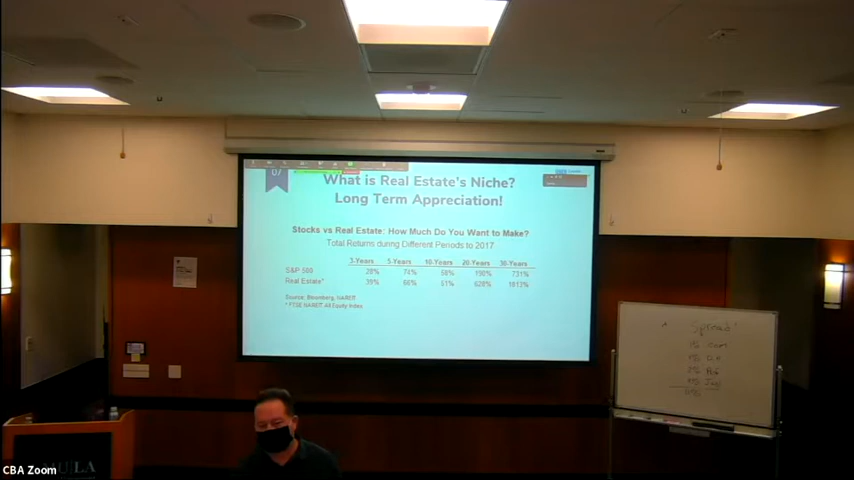 07
What is Real Estate's Niche?
Long Term Appreciation!
Stocks vs Real Estate: How Much Do You Want to Make?
Total Returns during Different Periods to 2017
3-Years 5-Years 10-Years 20-Years 30-Years
S&P 500 28% 74% 58% 190% 731%
Real Estate* 39% 66% 51% 628% 1813%
Source: Bloomberg, NAREIT
* FTSE NAREIT All Equity Index
Spread
CBA Zoom